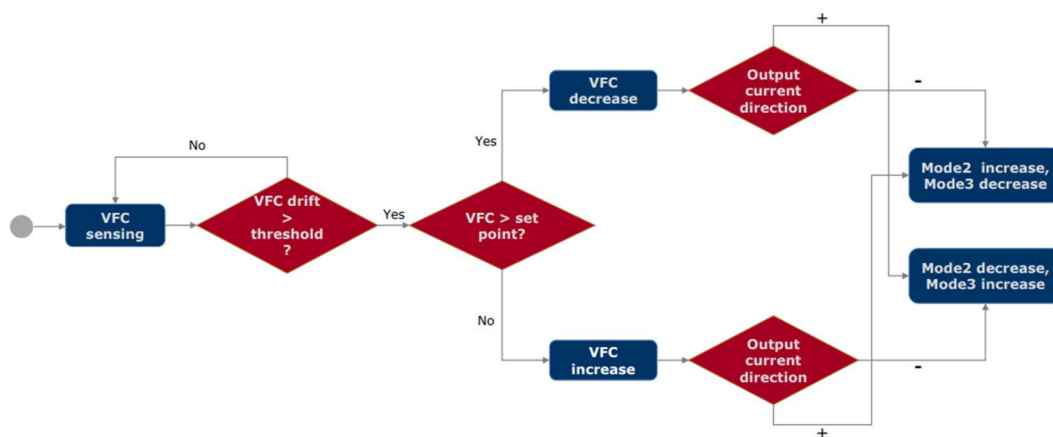 +
VFC
decrease
Output
current
direction
-
Yes
No
Mode2 increase,
Mode3 decrease
VFC
sensing
VFC drift
>
threshold
?
Yes
VFC > set
point?
Mode2 decrease,
Mode3 increase
No
VFC
increase
Output
current
direction
-
+